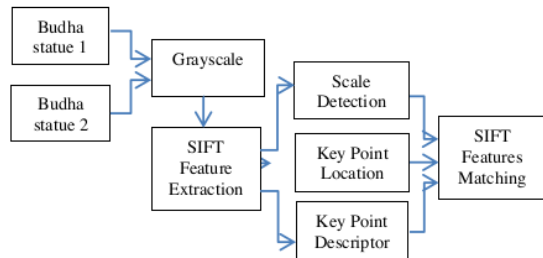 Budha
statue 1
Budha
statue 2
Grayscale
SIFT
Feature
Extraction
Scale
Detection
Key Point
Location
Key Point
Descriptor
SIFT
Features
Matching